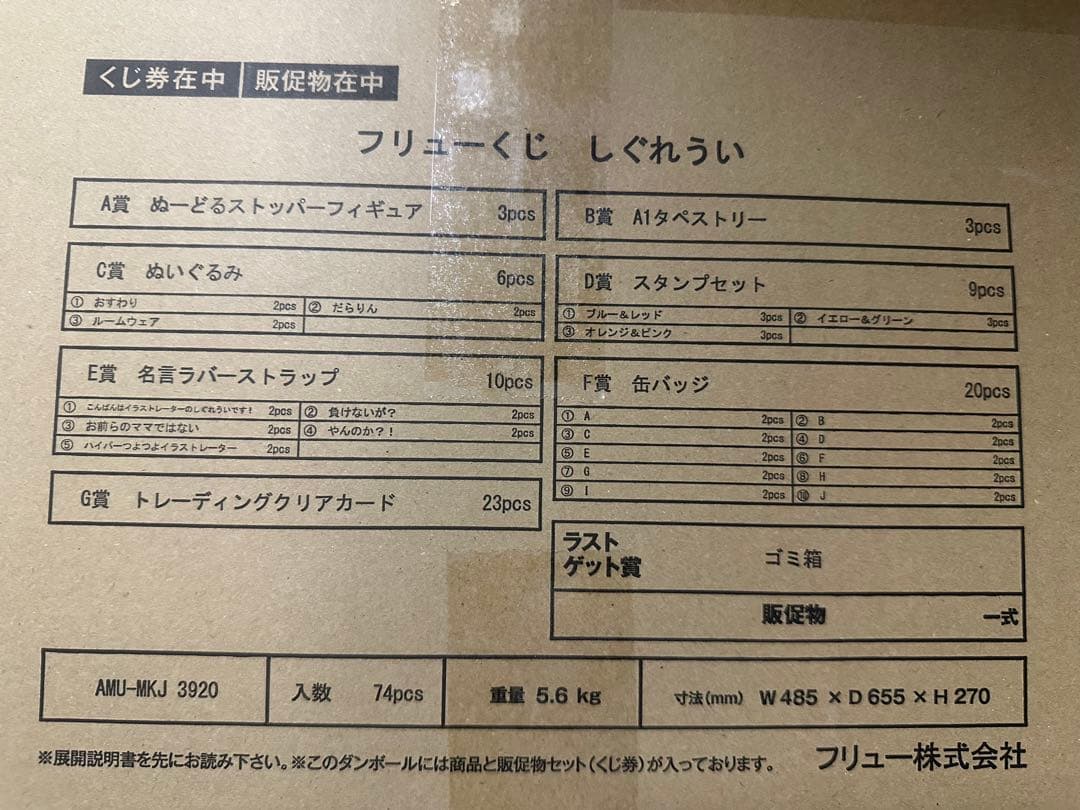 くじ券在中 販促物在中
フリューくじ しぐれうい
A賞 ぬーどるストッパーフィギュア 3pcs
B賞 A1タペストリー 3pcs
C賞 ぬいぐるみ 6pcs
① おすわり 2pcs ② だらりん 2pcs
③ ルームウェア 2pcs
D賞 スタンプセット 9pcs
① ブルー&レッド 3pcs ② イエロー&グリーン 3pcs
③ オレンジ&ピンク 3pcs
E賞 名言ラバーストラップ 10pcs
① こんばんはイラストレーターのしぐれういです! 2pcs ② 負けないが? 2pcs
③ お前らのママではない 2pcs ④ やんのか?! 2pcs
⑤ ハイパーつよつよイラストレーター 2pcs
F賞 缶バッジ 20pcs
① A 2pcs ② B 2pcs
③ C 2pcs ④ D 2pcs
⑤ E 2pcs ⑥ F 2pcs
⑦ G 2pcs ⑧ H 2pcs
⑨ I 2pcs ⑩ J 2pcs
G賞 トレーディングクリアカード 23pcs
ラスト
ゲット賞 ゴミ箱
販促物 一式
AMU-MKJ 3920 入数 74pcs 重量 5.6 kg 寸法(mm) W 485 × D 655 × H 270
※展開説明書を先にお読み下さい。※このダンボールには商品と販促物セット(くじ券)が入っております。 フリュー株式会社